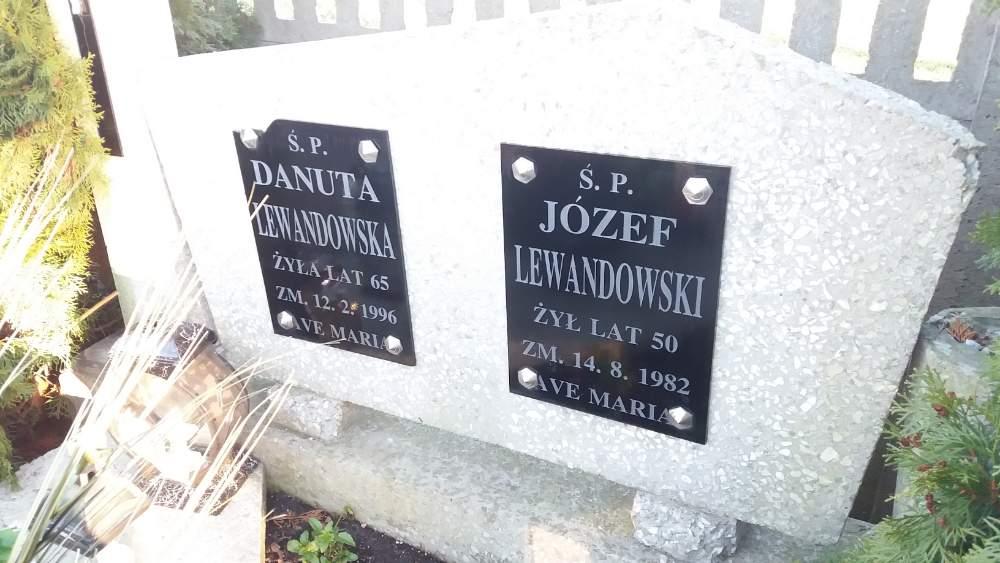 Ś. P.
DANUTA
LEWANDOWSKA
ŻYŁA LAT 65
ZM. 12. 2. 1996
AVE MARIA
Ś. P.
JÓZEF
LEWANDOWSKI
ŻYŁ LAT 50
ZM. 14. 8. 1982
AVE MARIA